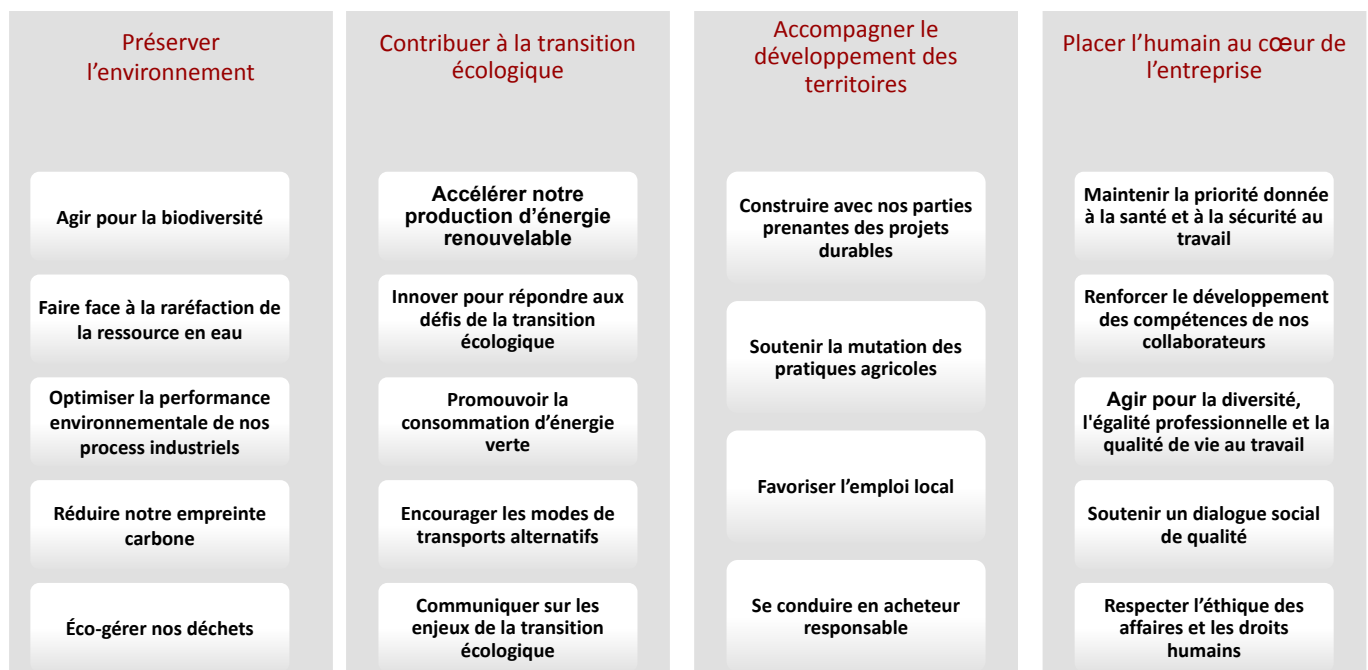 Préserver
l’environnement
Agir pour la biodiversité
Faire face à la raréfaction de
la ressource en eau
Optimiser la performance
environnementale de nos
process industriels
Réduire notre empreinte
carbone
Éco-gérer nos déchets
Contribuer à la transition
écologique
Accélérer notre
production d’énergie
renouvelable
Innover pour répondre aux
défis de la transition
écologique
Promouvoir la
consommation d’énergie
verte
Encourager les modes de
transports alternatifs
Communiquer sur les
enjeux de la transition
écologique
Accompagner le
développement des
territoires
Construire avec nos parties
prenantes des projets
durables
Soutenir la mutation des
pratiques agricoles
Favoriser l’emploi local
Se conduire en acheteur
responsable
Placer l’humain au cœur de
l’entreprise
Maintenir la priorité donnée
à la santé et à la sécurité au
travail
Renforcer le développement
des compétences de nos
collaborateurs
Agir pour la diversité,
l'égalité professionnelle et la
qualité de vie au travail
Soutenir un dialogue social
de qualité
Respecter l’éthique des
affaires et les droits
humains